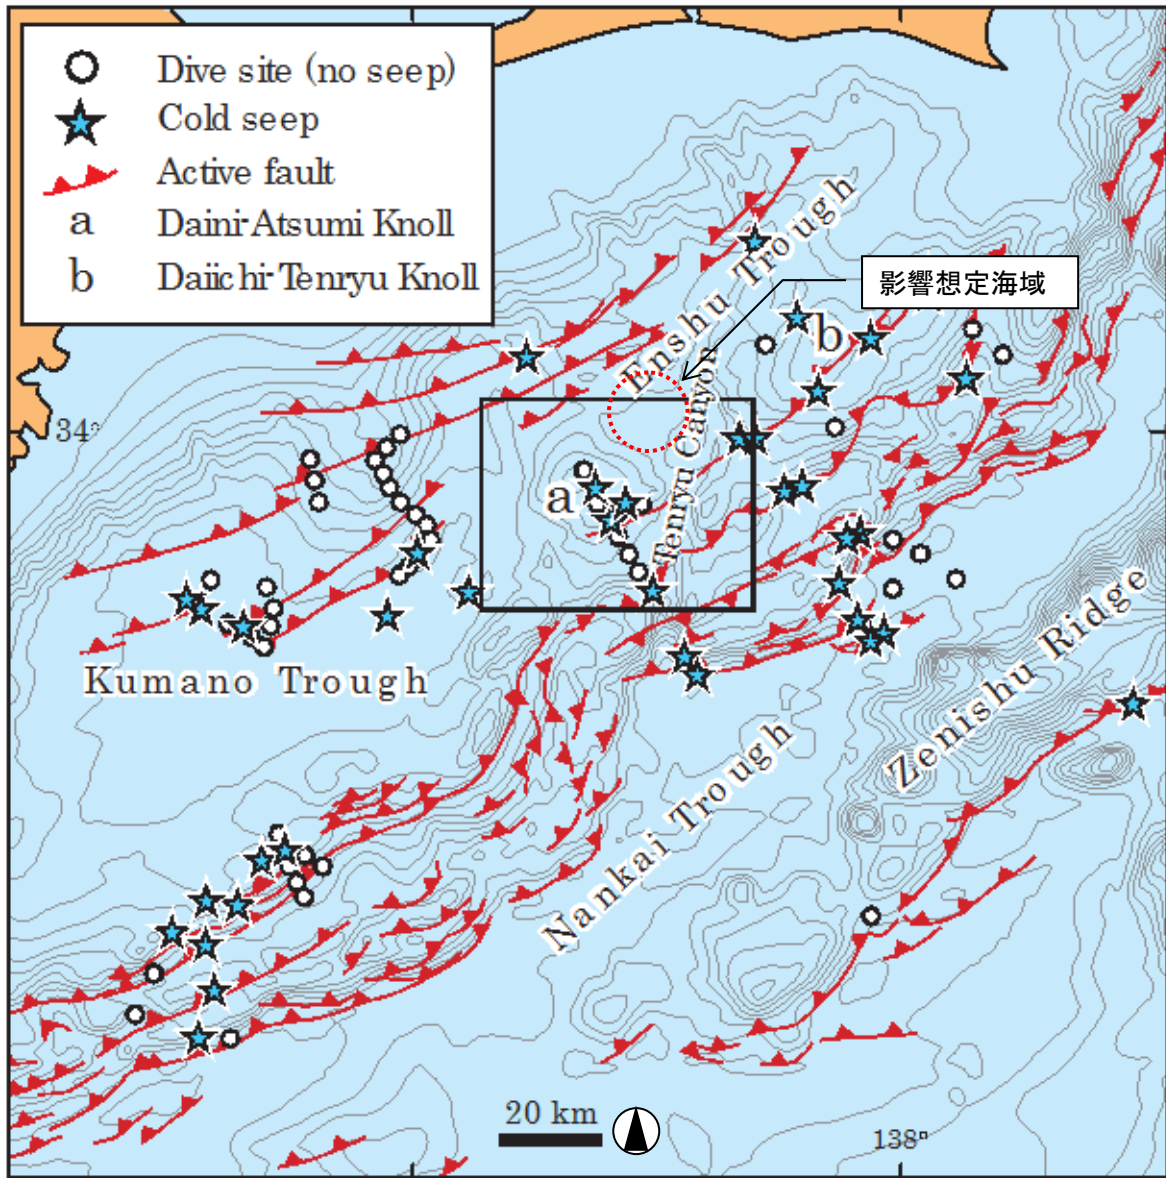 Dive site (no seep)
Cold seep
Active fault
a Daini-Atsumi Knoll
b Daiichi-Tenryu Knoll
Enshu Trough
影響想定海域
b
34°
a
Tenryu Canyon
Kumano Trough
Zenishu Ridge
Nankai Trough
20 km
138°